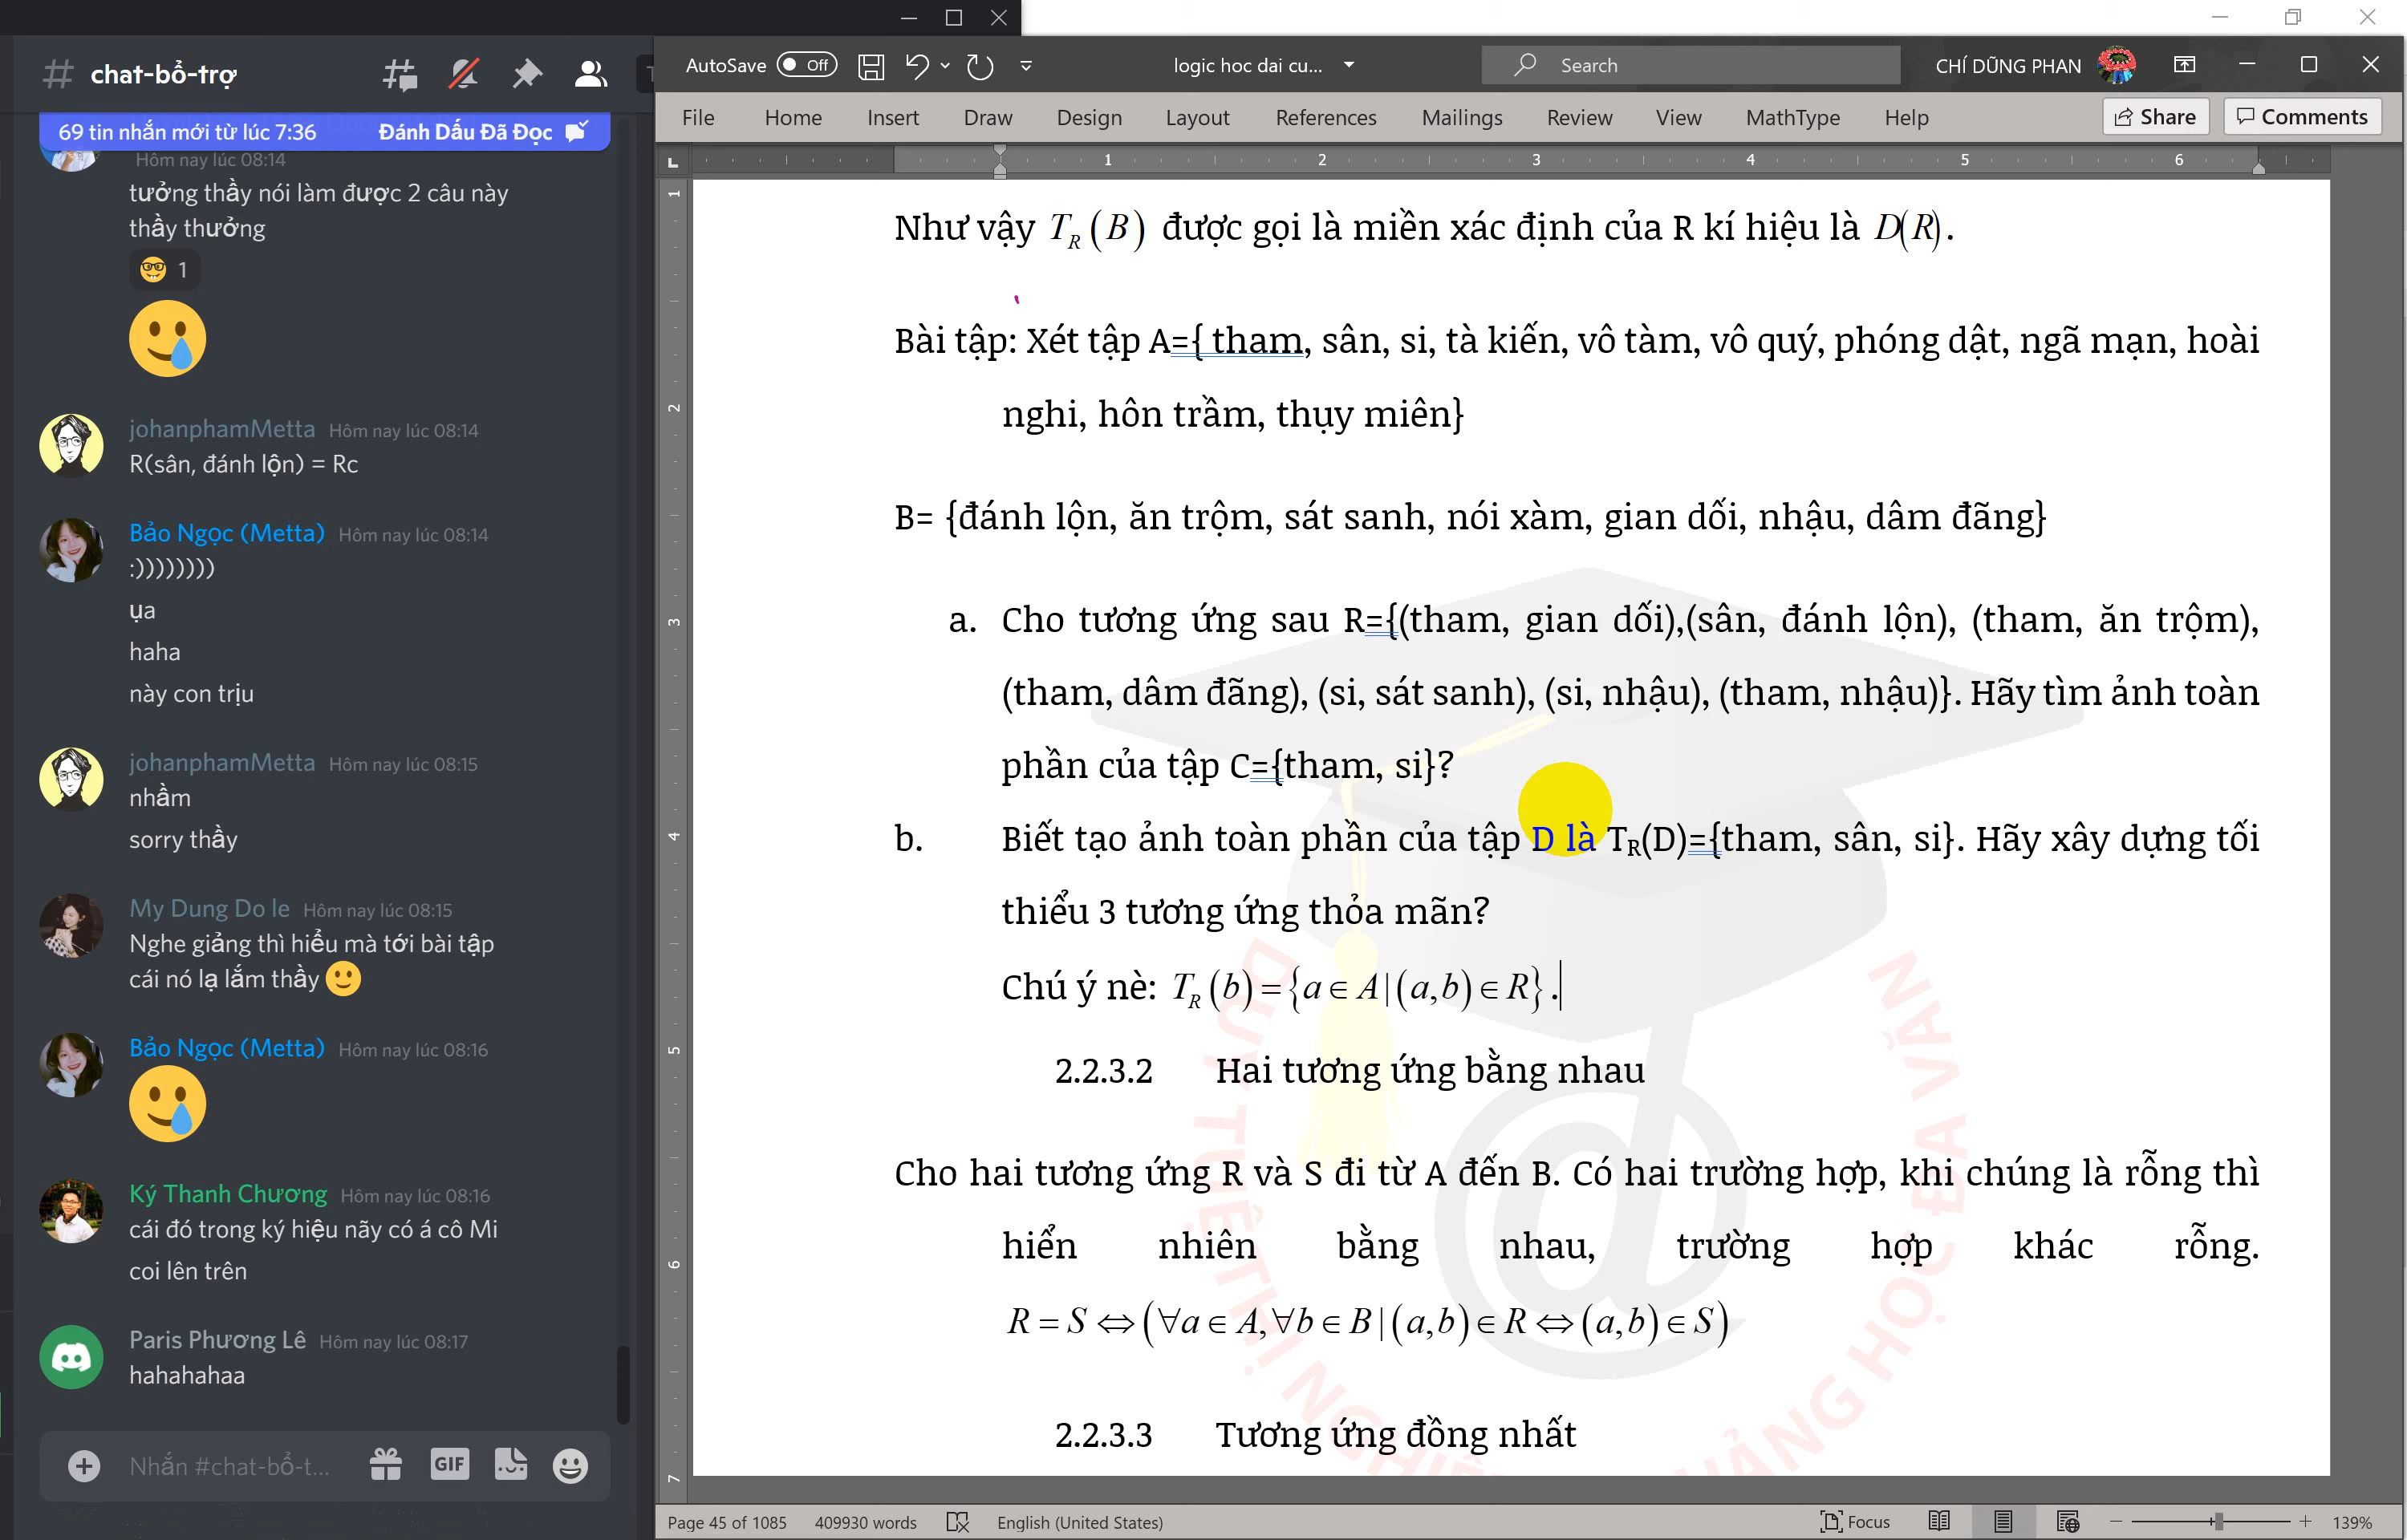 # chat-bổ-trợ
69 tin nhắn mới từ lúc 7:36 Đánh Dấu Đã Đọc
Hôm nay lúc 08:14
tưởng thầy nói làm được 2 câu này
thầy thưởng
1
johanphamMetta Hôm nay lúc 08:14
R(sân, đánh lộn) = Rc
Bảo Ngọc (Metta) Hôm nay lúc 08:14
:))))))))
ụa
haha
này con trịu
johanphamMetta Hôm nay lúc 08:15
nhầm
sorry thầy
My Dung Do le Hôm nay lúc 08:15
Nghe giảng thì hiểu mà tới bài tập
cái nó lạ lắm thầy
Bảo Ngọc (Metta) Hôm nay lúc 08:16
Ký Thanh Chương Hôm nay lúc 08:16
cái đó trong ký hiệu nãy có á cô Mi
coi lên trên
Paris Phương Lê Hôm nay lúc 08:17
hahahahaa
Nhắn #chat-bổ-t...
GIF
AutoSave Off logic hoc dai cu... Search CHÍ DŨNG PHAN
File Home Insert Draw Design Layout References Mailings Review View MathType Help Share Comments
1 2 3 4 5 6
1
2
3
4
5
6
7
Như vậy T_R(B) được gọi là miền xác định của R kí hiệu là D(R).
Bài tập: Xét tập A={ tham, sân, si, tà kiến, vô tàm, vô quý, phóng dật, ngã mạn, hoài
nghi, hôn trầm, thụy miên}
B= {đánh lộn, ăn trộm, sát sanh, nói xàm, gian dối, nhậu, dâm đãng}
a. Cho tương ứng sau R={(tham, gian dối),(sân, đánh lộn), (tham, ăn trộm),
(tham, dâm đãng), (si, sát sanh), (si, nhậu), (tham, nhậu)}. Hãy tìm ảnh toàn
phần của tập C={tham, si}?
b. Biết tạo ảnh toàn phần của tập D là T_R(D)={tham, sân, si}. Hãy xây dựng tối
thiểu 3 tương ứng thỏa mãn?
Chú ý nè: T_R(b)={a∈A|(a,b)∈R}.
2.2.3.2 Hai tương ứng bằng nhau
Cho hai tương ứng R và S đi từ A đến B. Có hai trường hợp, khi chúng là rỗng thì
hiển nhiên bằng nhau, trường hợp khác rỗng.
R = S ⇔ (∀a ∈ A, ∀b ∈ B | (a,b) ∈ R ⇔ (a,b) ∈ S)
2.2.3.3 Tương ứng đồng nhất
Page 45 of 1085 409930 words English (United States) Focus 139%